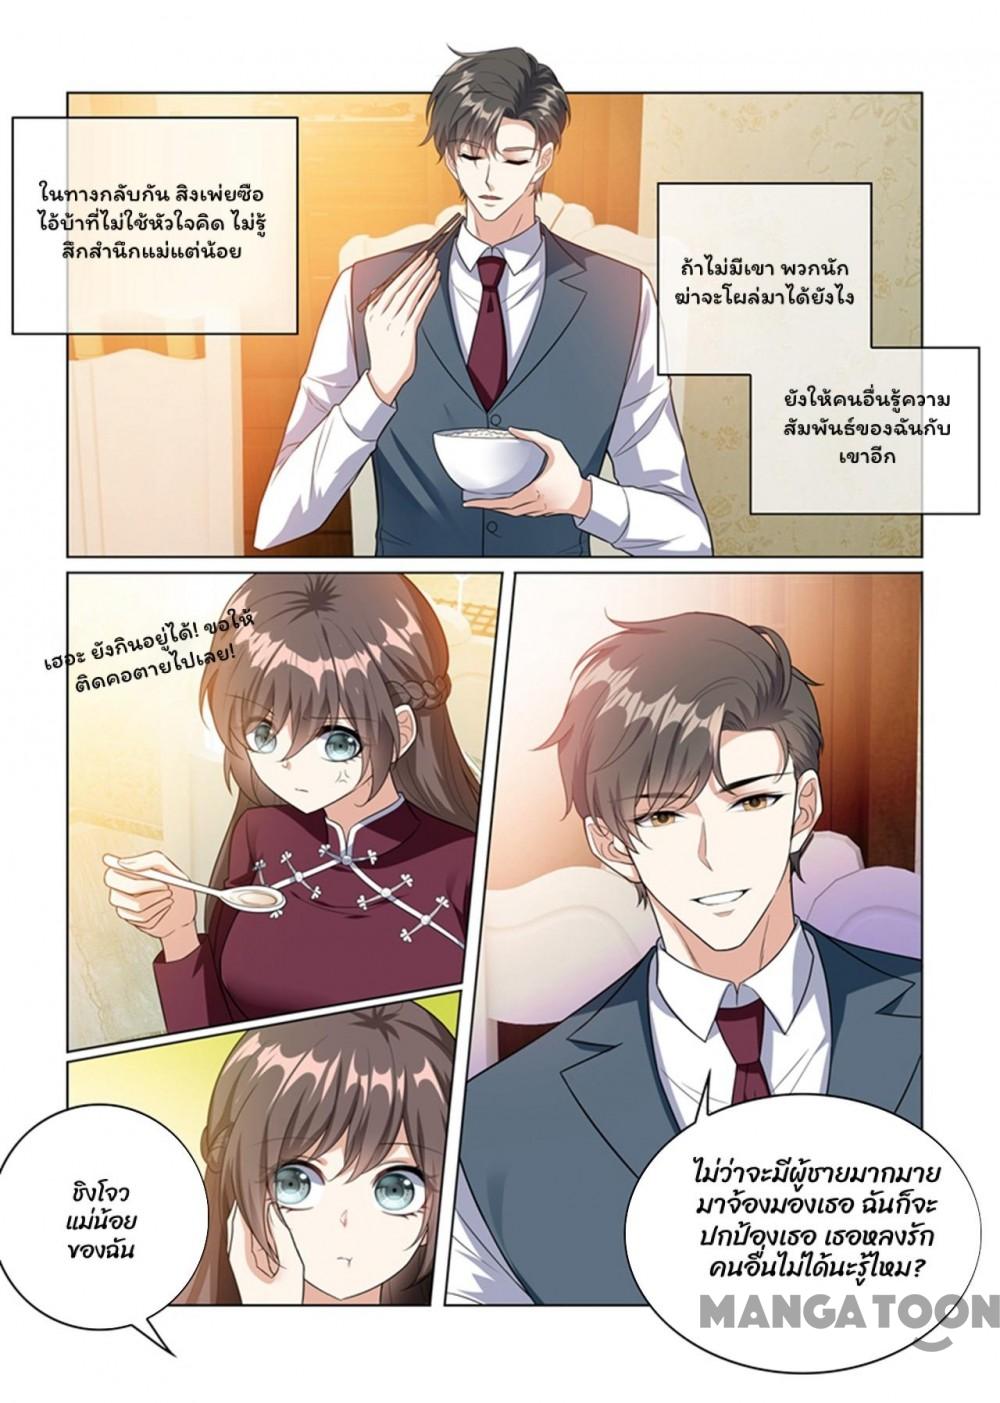 ในทางกลับกัน สิงเพ่ยซือ
ไอ้บ้าที่ไม่ใช้หัวใจคิด ไม่รู้
สึกสำนึกแม่แต่น้อย
ถ้าไม่มีเขา พวกนัก
ฆ่าจะโผล่มาได้ยังไง
ยังให้คนอื่นรู้ความ
สัมพันธ์ของฉันกับ
เขาอีก
เฮอะ ยังกินอยู่ได้! ขอให้
ติดคอตายไปเลย!
ชิงโจว
แม่น้อย
ของฉัน
ไม่ว่าจะมีผู้ชายมากมาย
มาจ้องมองเธอ ฉันก็จะ
ปกป้องเธอ เธอหลงรัก
คนอื่นไม่ได้นะรู้ไหม?
MANGATOON